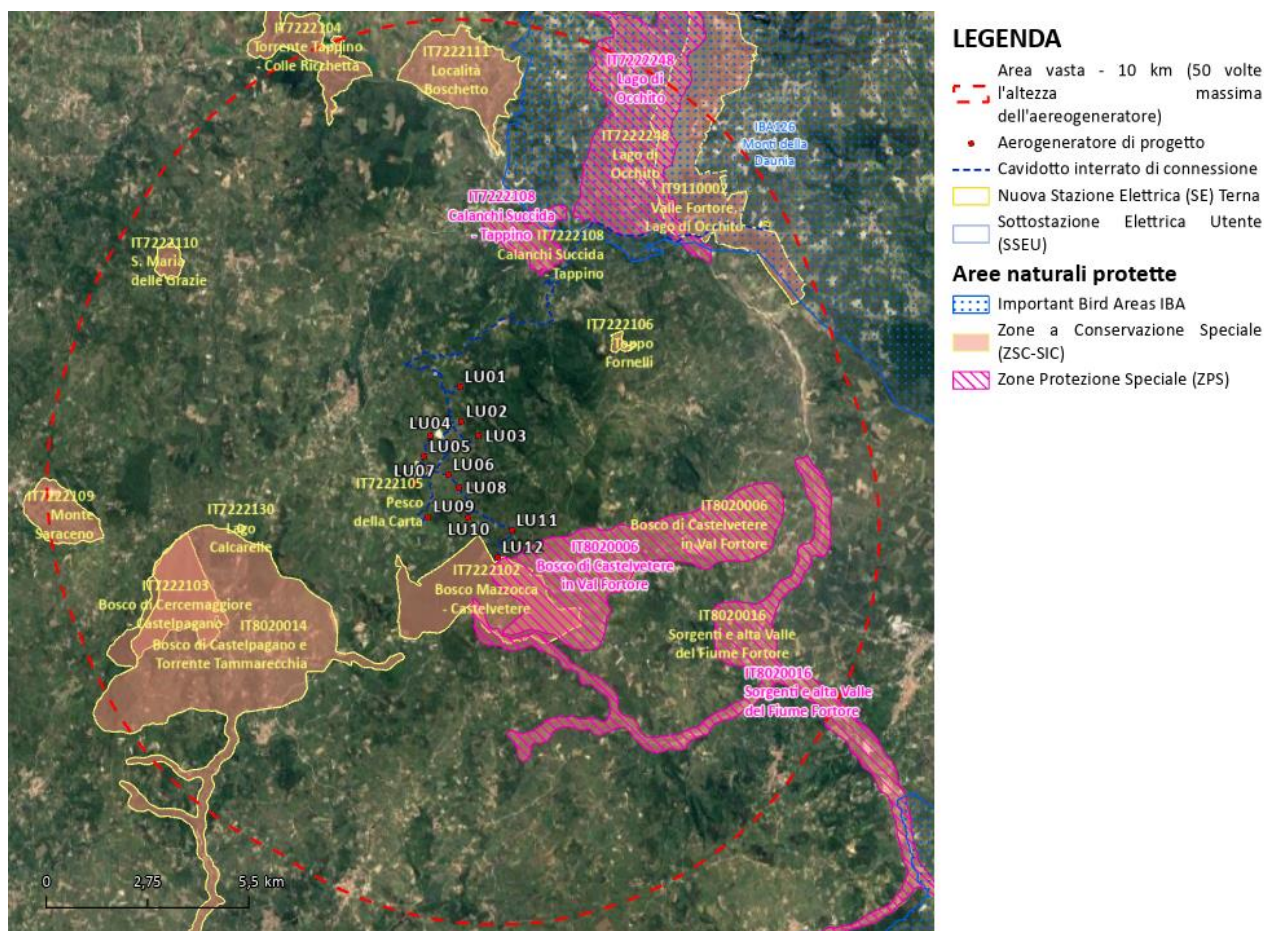 IT7222104
Torrente Tappino
- Colle Ricchetta
IT7222111
Località
Boschetto
IT7222248
Lago di
Occhito
IT7222248
Lago di
Occhito
IBA126
Monti della
Daunia
IT9110002
Valle Fortore,
Lago di Occhito
IT7222108
Calanchi Succida
- Tappino
IT7222108
Calanchi Succida
- Tappino
IT7222110
S. Maria
delle Grazie
IT7222106
Toppo
Fornelli
LU01
LU02
LU03
LU04
LU05
LU06
LU07
LU08
LU09
LU10
LU11
LU12
IT7222105
Pesco
della Carta
IT7222109
Monte
Saraceno
IT7222130
Lago
Calcarelle
IT7222103
Bosco di Cercemaggiore
- Castelpagano
IT8020014
Bosco di Castelpagano e
Torrente Tammarecchia
IT7222102
Bosco Mazzocca
- Castelvetere
IT8020006
Bosco di Castelvetere
in Val Fortore
IT8020006
Bosco di Castelvetere
in Val Fortore
IT8020016
Sorgenti e alta Valle
del Fiume Fortore
IT8020016
Sorgenti e alta Valle
del Fiume Fortore
0 2,75 5,5 km
LEGENDA
Area vasta - 10 km (50 volte
l'altezza massima
dell'aereogeneratore)
Aerogeneratore di progetto
Cavidotto interrato di connessione
Nuova Stazione Elettrica (SE) Terna
Sottostazione Elettrica Utente
(SSEU)
Aree naturali protette
Important Bird Areas IBA
Zone a Conservazione Speciale
(ZSC-SIC)
Zone Protezione Speciale (ZPS)